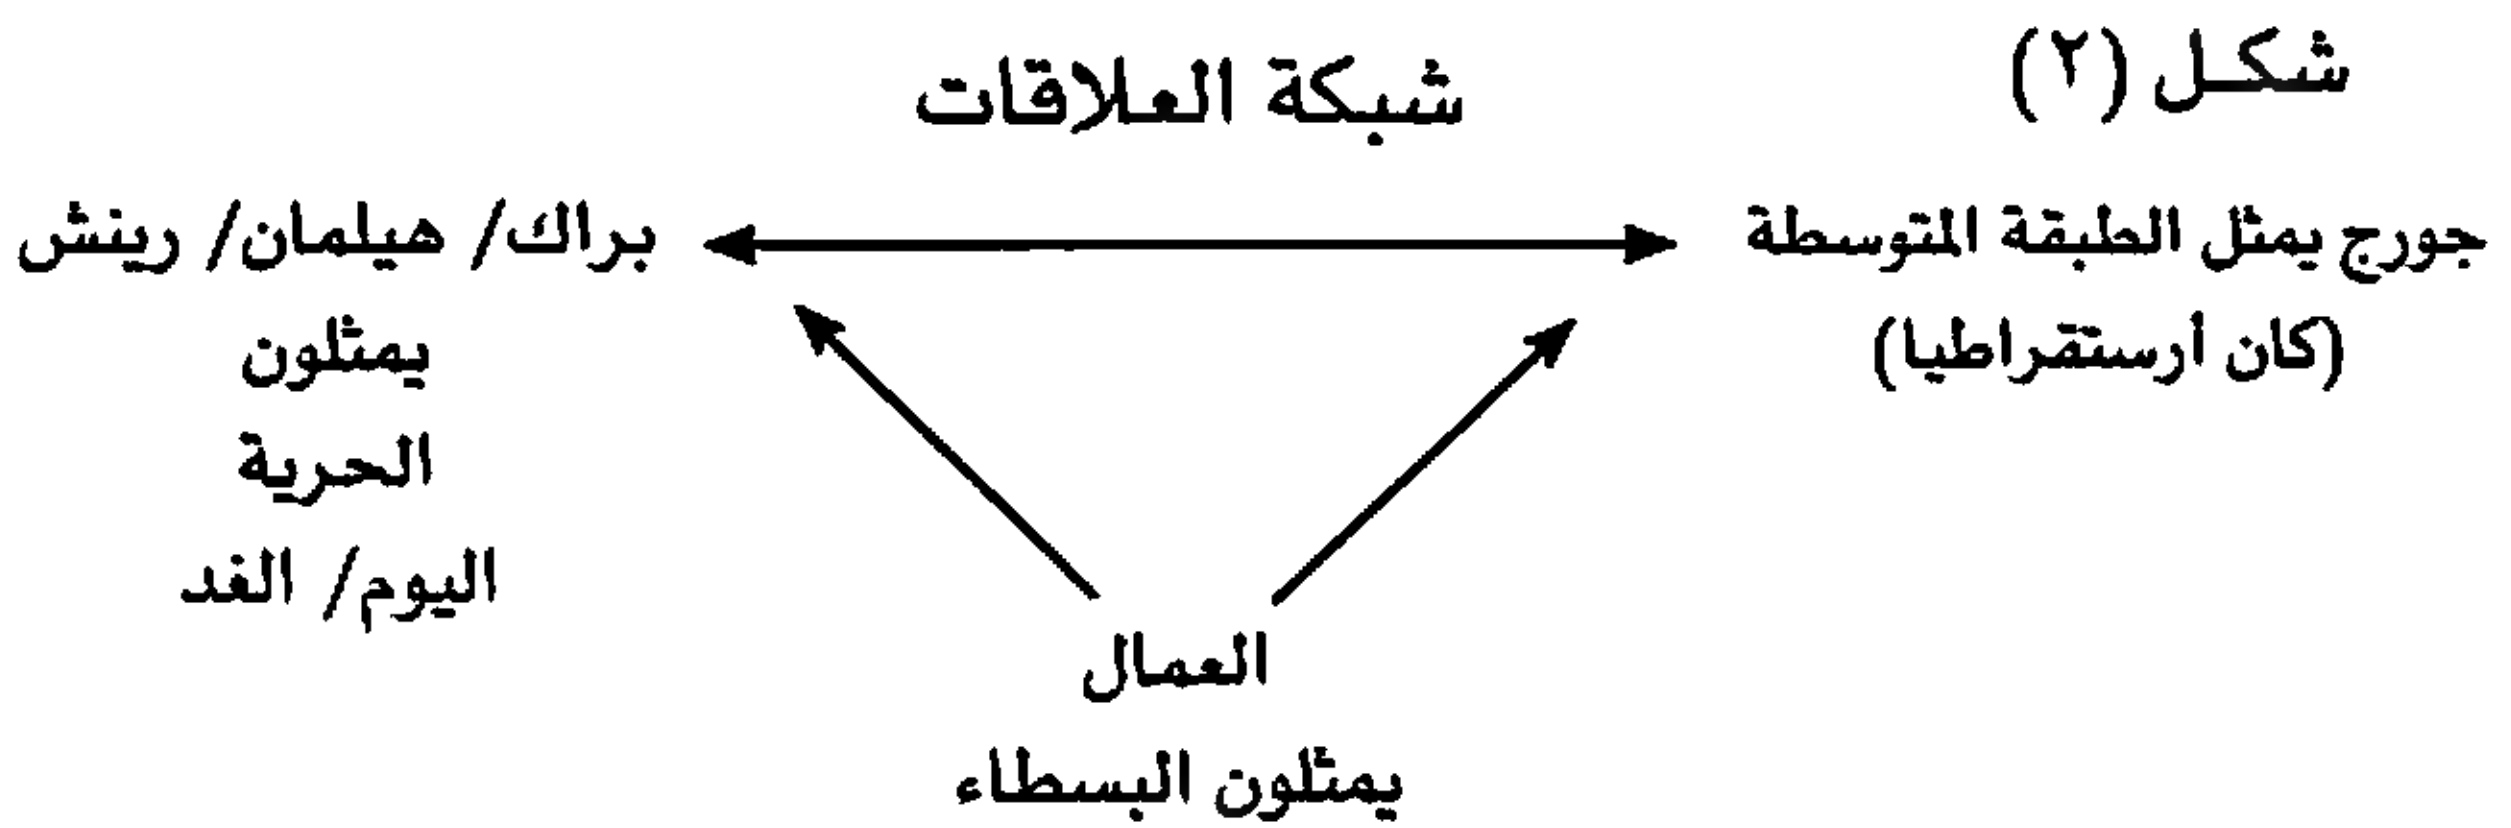 شكل (٢)
شبكة العلاقات
جورج يمثل الطبقة المتوسطة
(كان أرستقراطيا)
براك/ هيلمان/ رينش
يمثلون
الحرية
اليوم/ الغد
العمال
يمثلون البسطاء